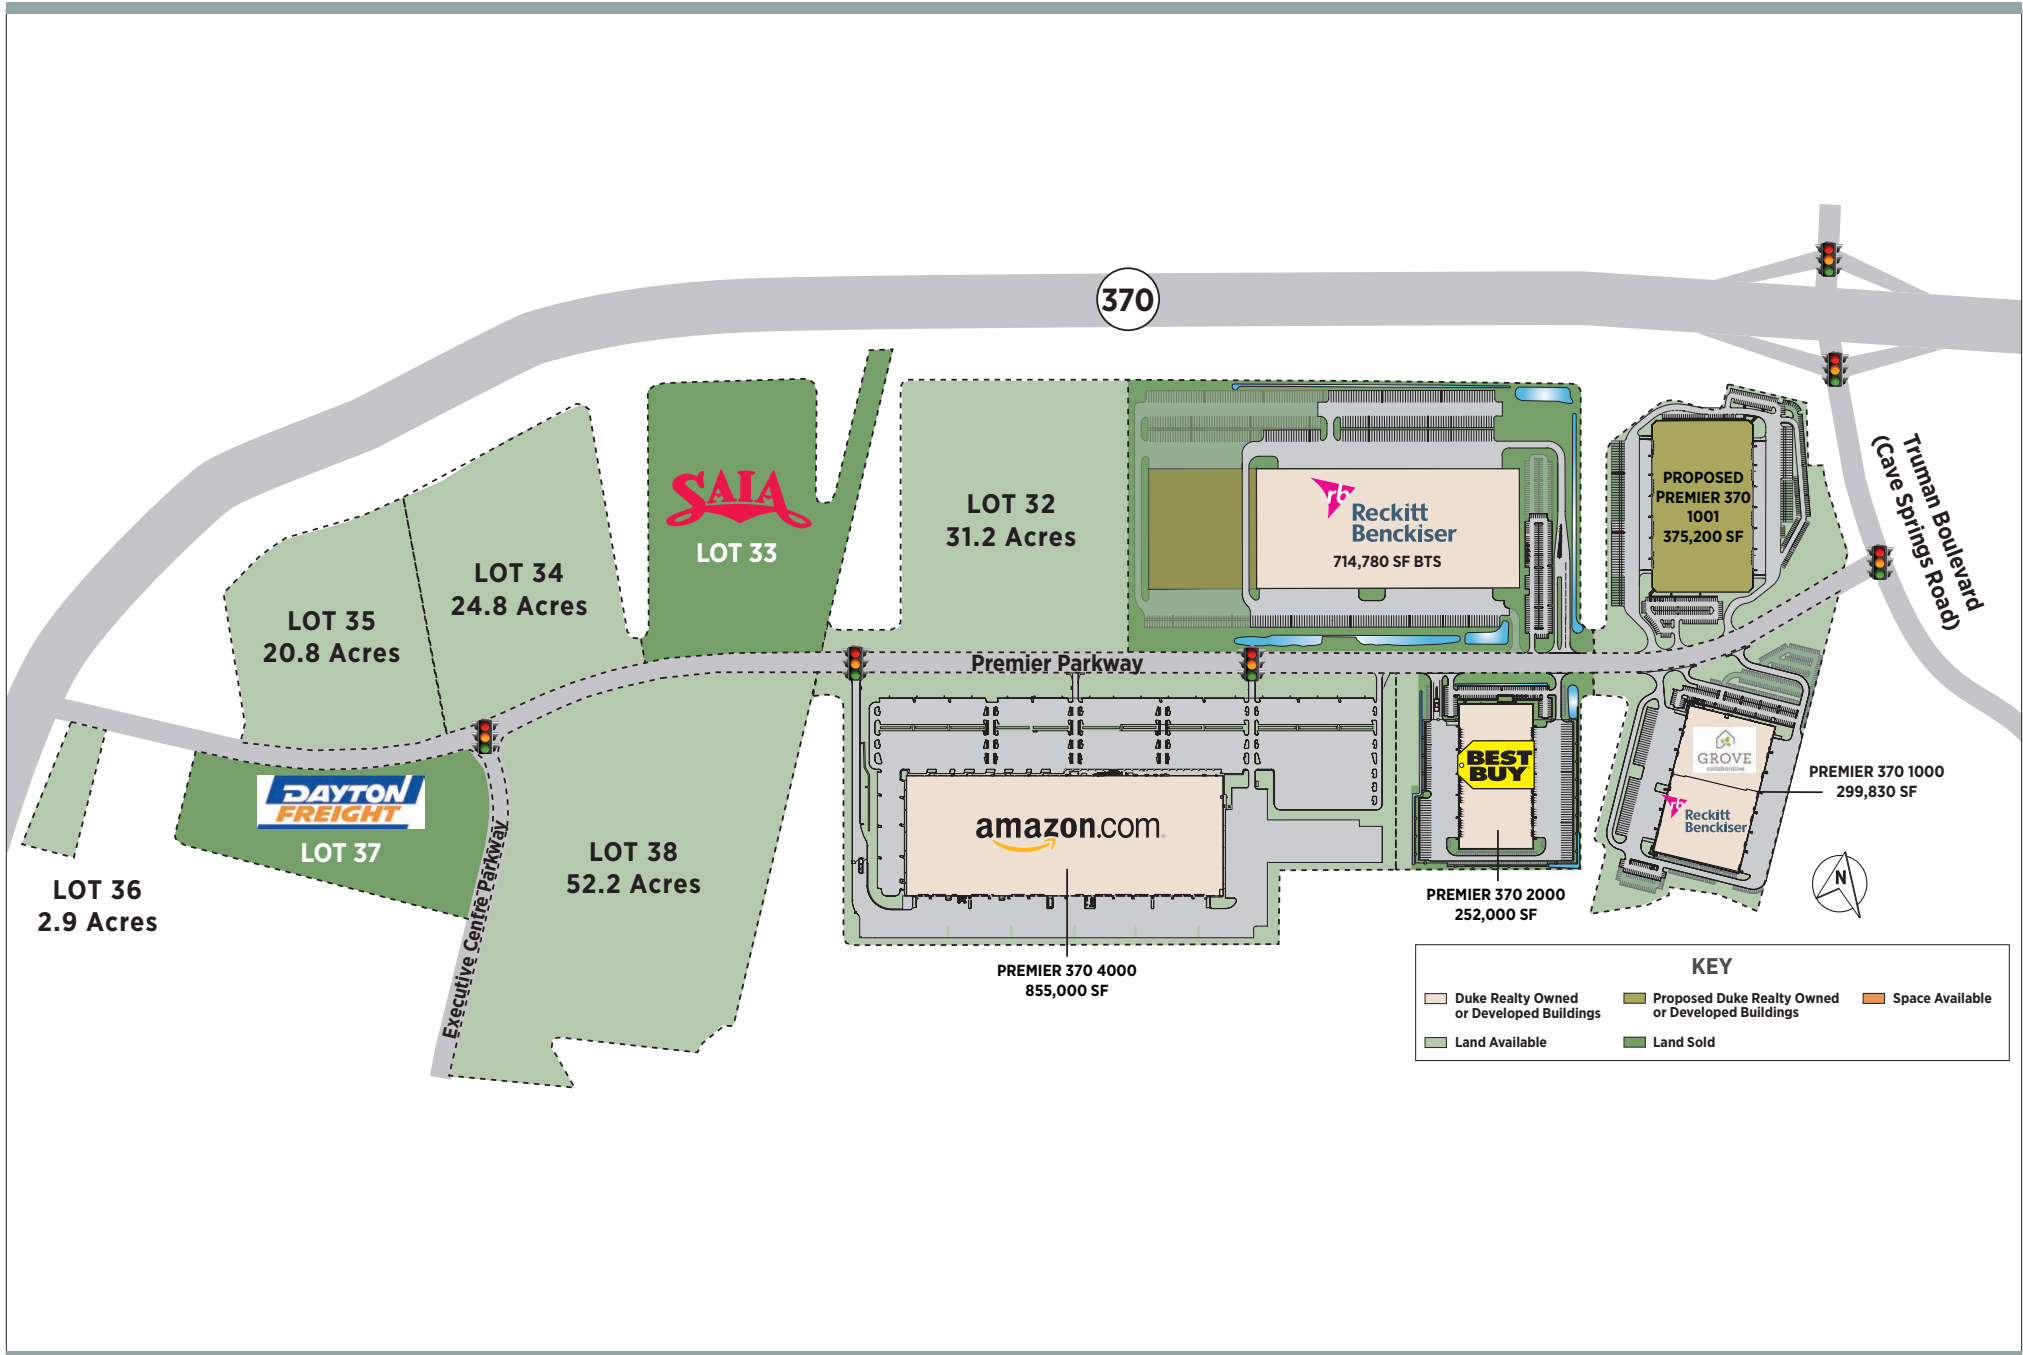 370
Truman Boulevard
(Cave Springs Road)
SAIA
LOT 33
LOT 32
31.2 Acres
rb
Reckitt
Benckiser
714,780 SF BTS
PROPOSED
PREMIER 370
1001
375,200 SF
LOT 34
24.8 Acres
LOT 35
20.8 Acres
Premier Parkway
DAYTON
FREIGHT
LOT 37
LOT 36
2.9 Acres
Executive Centre Parkway
LOT 38
52.2 Acres
amazon.com
PREMIER 370 4000
855,000 SF
BEST
BUY
PREMIER 370 2000
252,000 SF
GROVE
collaborative
rb
Reckitt
Benckiser
PREMIER 370 1000
299,830 SF
N
KEY
Duke Realty Owned
or Developed Buildings
Proposed Duke Realty Owned
or Developed Buildings
Space Available
Land Available
Land Sold